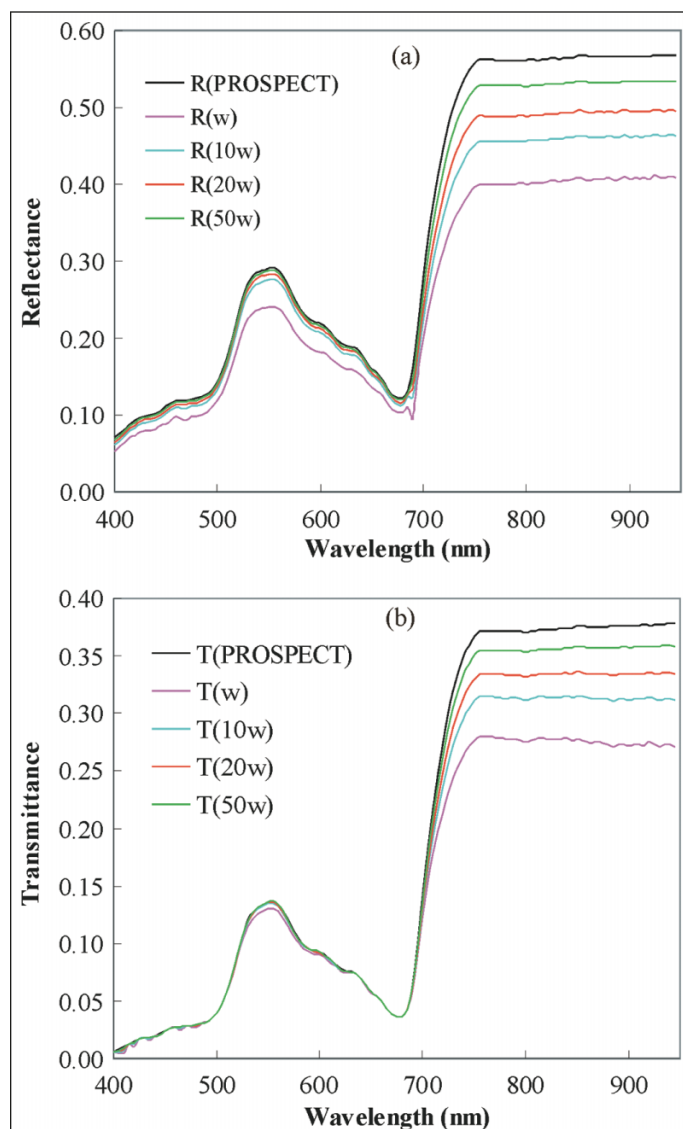 (a)
0.60
0.50
0.40
0.30
0.20
0.10
0.00
Reflectance
R(PROSPECT)
R(w)
R(10w)
R(20w)
R(50w)
400 500 600 700 800 900
Wavelength (nm)
(b)
0.40
0.35
0.30
0.25
0.20
0.15
0.10
0.05
0.00
Transmittance
T(PROSPECT)
T(w)
T(10w)
T(20w)
T(50w)
400 500 600 700 800 900
Wavelength (nm)